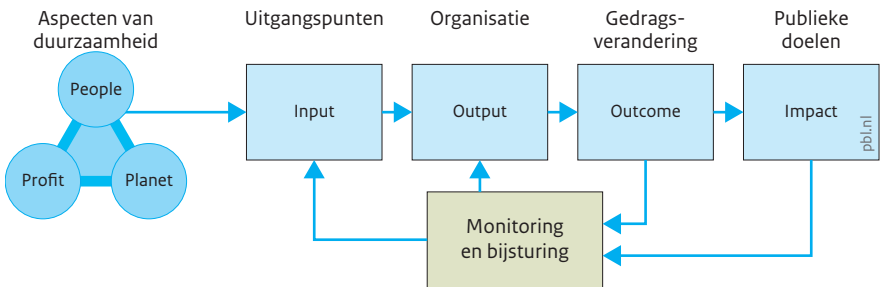 Aspecten van
duurzaamheid
Uitgangspunten
Organisatie
Gedrags-
verandering
Publieke
doelen
People
Profit
Planet
Input
Output
Outcome
Impact
pbl.nl
Monitoring
en bijsturing